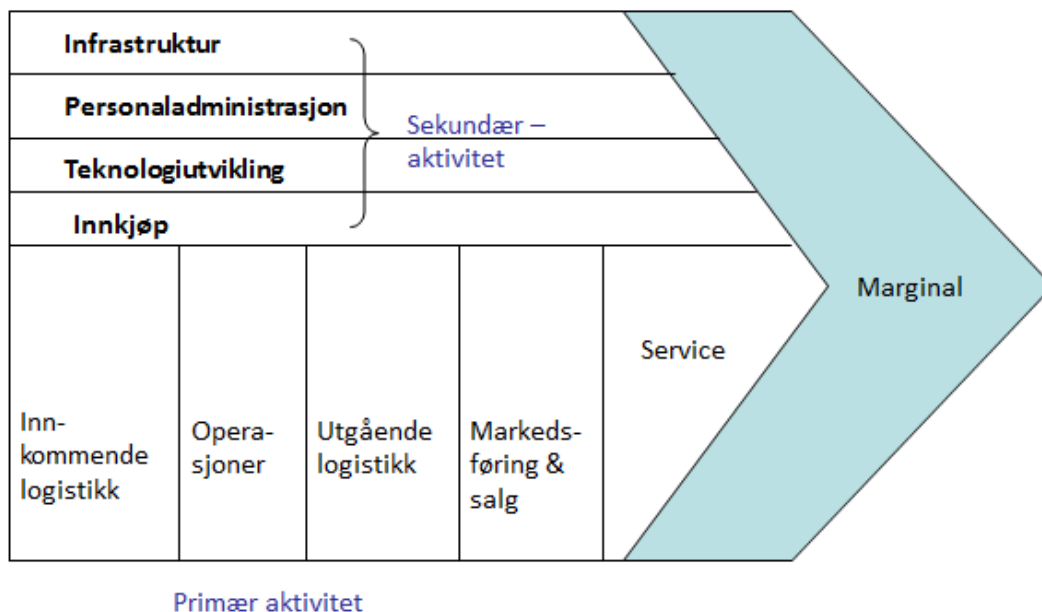 Infrastruktur
Personaladministrasjon
Teknologiutvikling
Innkjøp
Sekundær –
aktivitet
Inn-
kommende
logistikk
Opera-
sjoner
Utgående
logistikk
Markeds-
føring &
salg
Service
Marginal
Primær aktivitet